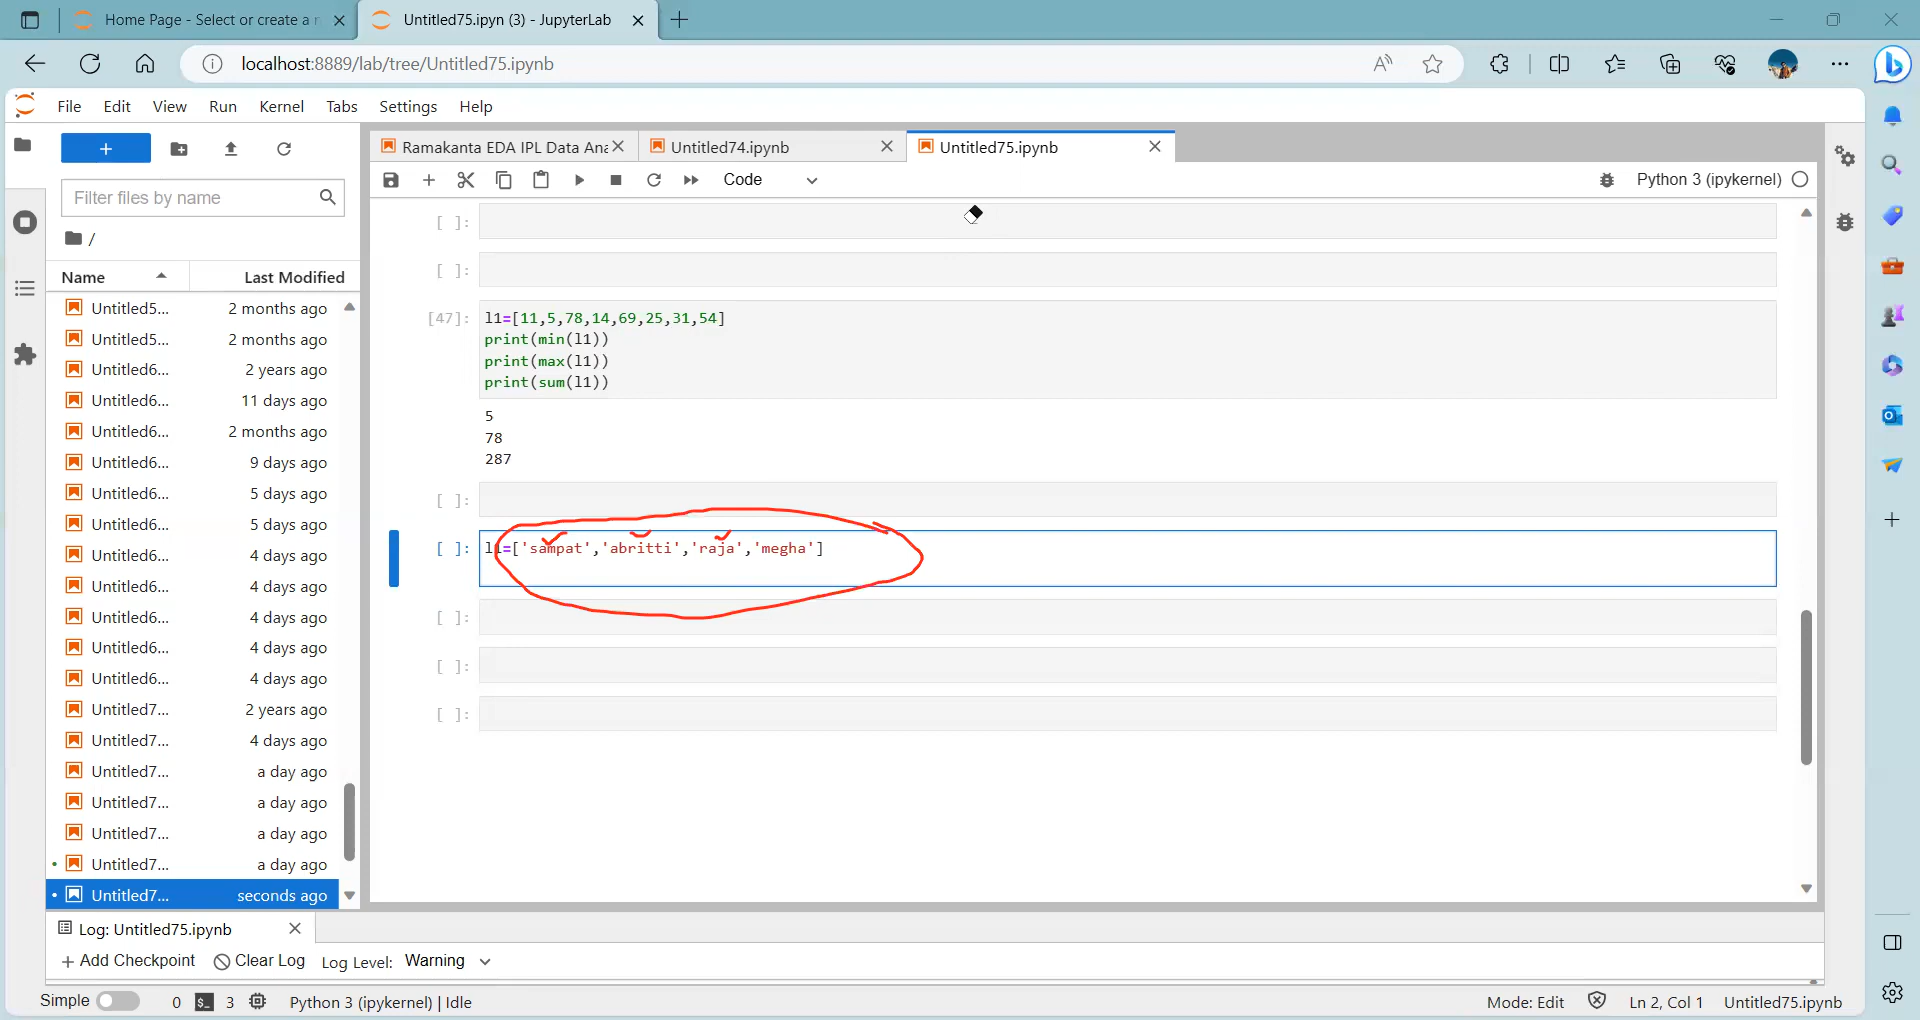 Home Page - Select or create a n
Untitled75.ipyn (3) - JupyterLab
localhost:8889/lab/tree/Untitled75.ipynb
File Edit View Run Kernel Tabs Settings Help
Filter files by name
/
Name Last Modified
Untitled5... 2 months ago
Untitled5... 2 months ago
Untitled6... 2 years ago
Untitled6... 11 days ago
Untitled6... 2 months ago
Untitled6... 9 days ago
Untitled6... 5 days ago
Untitled6... 5 days ago
Untitled6... 4 days ago
Untitled6... 4 days ago
Untitled6... 4 days ago
Untitled6... 4 days ago
Untitled6... 4 days ago
Untitled7... 2 years ago
Untitled7... 4 days ago
Untitled7... a day ago
Untitled7... a day ago
Untitled7... a day ago
Untitled7... a day ago
Untitled7... seconds ago
Ramakanta EDA IPL Data Ana
Untitled74.ipynb
Untitled75.ipynb
Code
Python 3 (ipykernel)
[ ]:
[ ]:
[47]: l1=[11,5,78,14,69,25,31,54]
print(min(l1))
print(max(l1))
print(sum(l1))
5
78
287
[ ]:
[ ]: l1=['sampat','abritti','raja','megha']
[ ]:
[ ]:
[ ]:
Log: Untitled75.ipynb
+ Add Checkpoint Clear Log Log Level: Warning
Simple 0 3 Python 3 (ipykernel) | Idle
Mode: Edit Ln 2, Col 1 Untitled75.ipynb